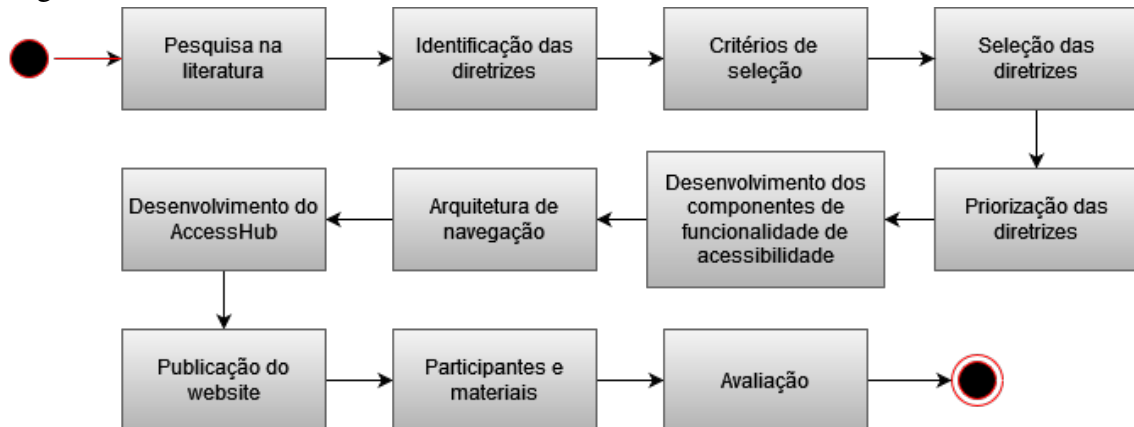 Pesquisa na
literatura
Identificação das
diretrizes
Critérios de
seleção
Seleção das
diretrizes
Priorização das
diretrizes
Desenvolvimento dos
componentes de
funcionalidade de
acessibilidade
Arquitetura de
navegação
Desenvolvimento do
AccessHub
Publicação do
website
Participantes e
materiais
Avaliação